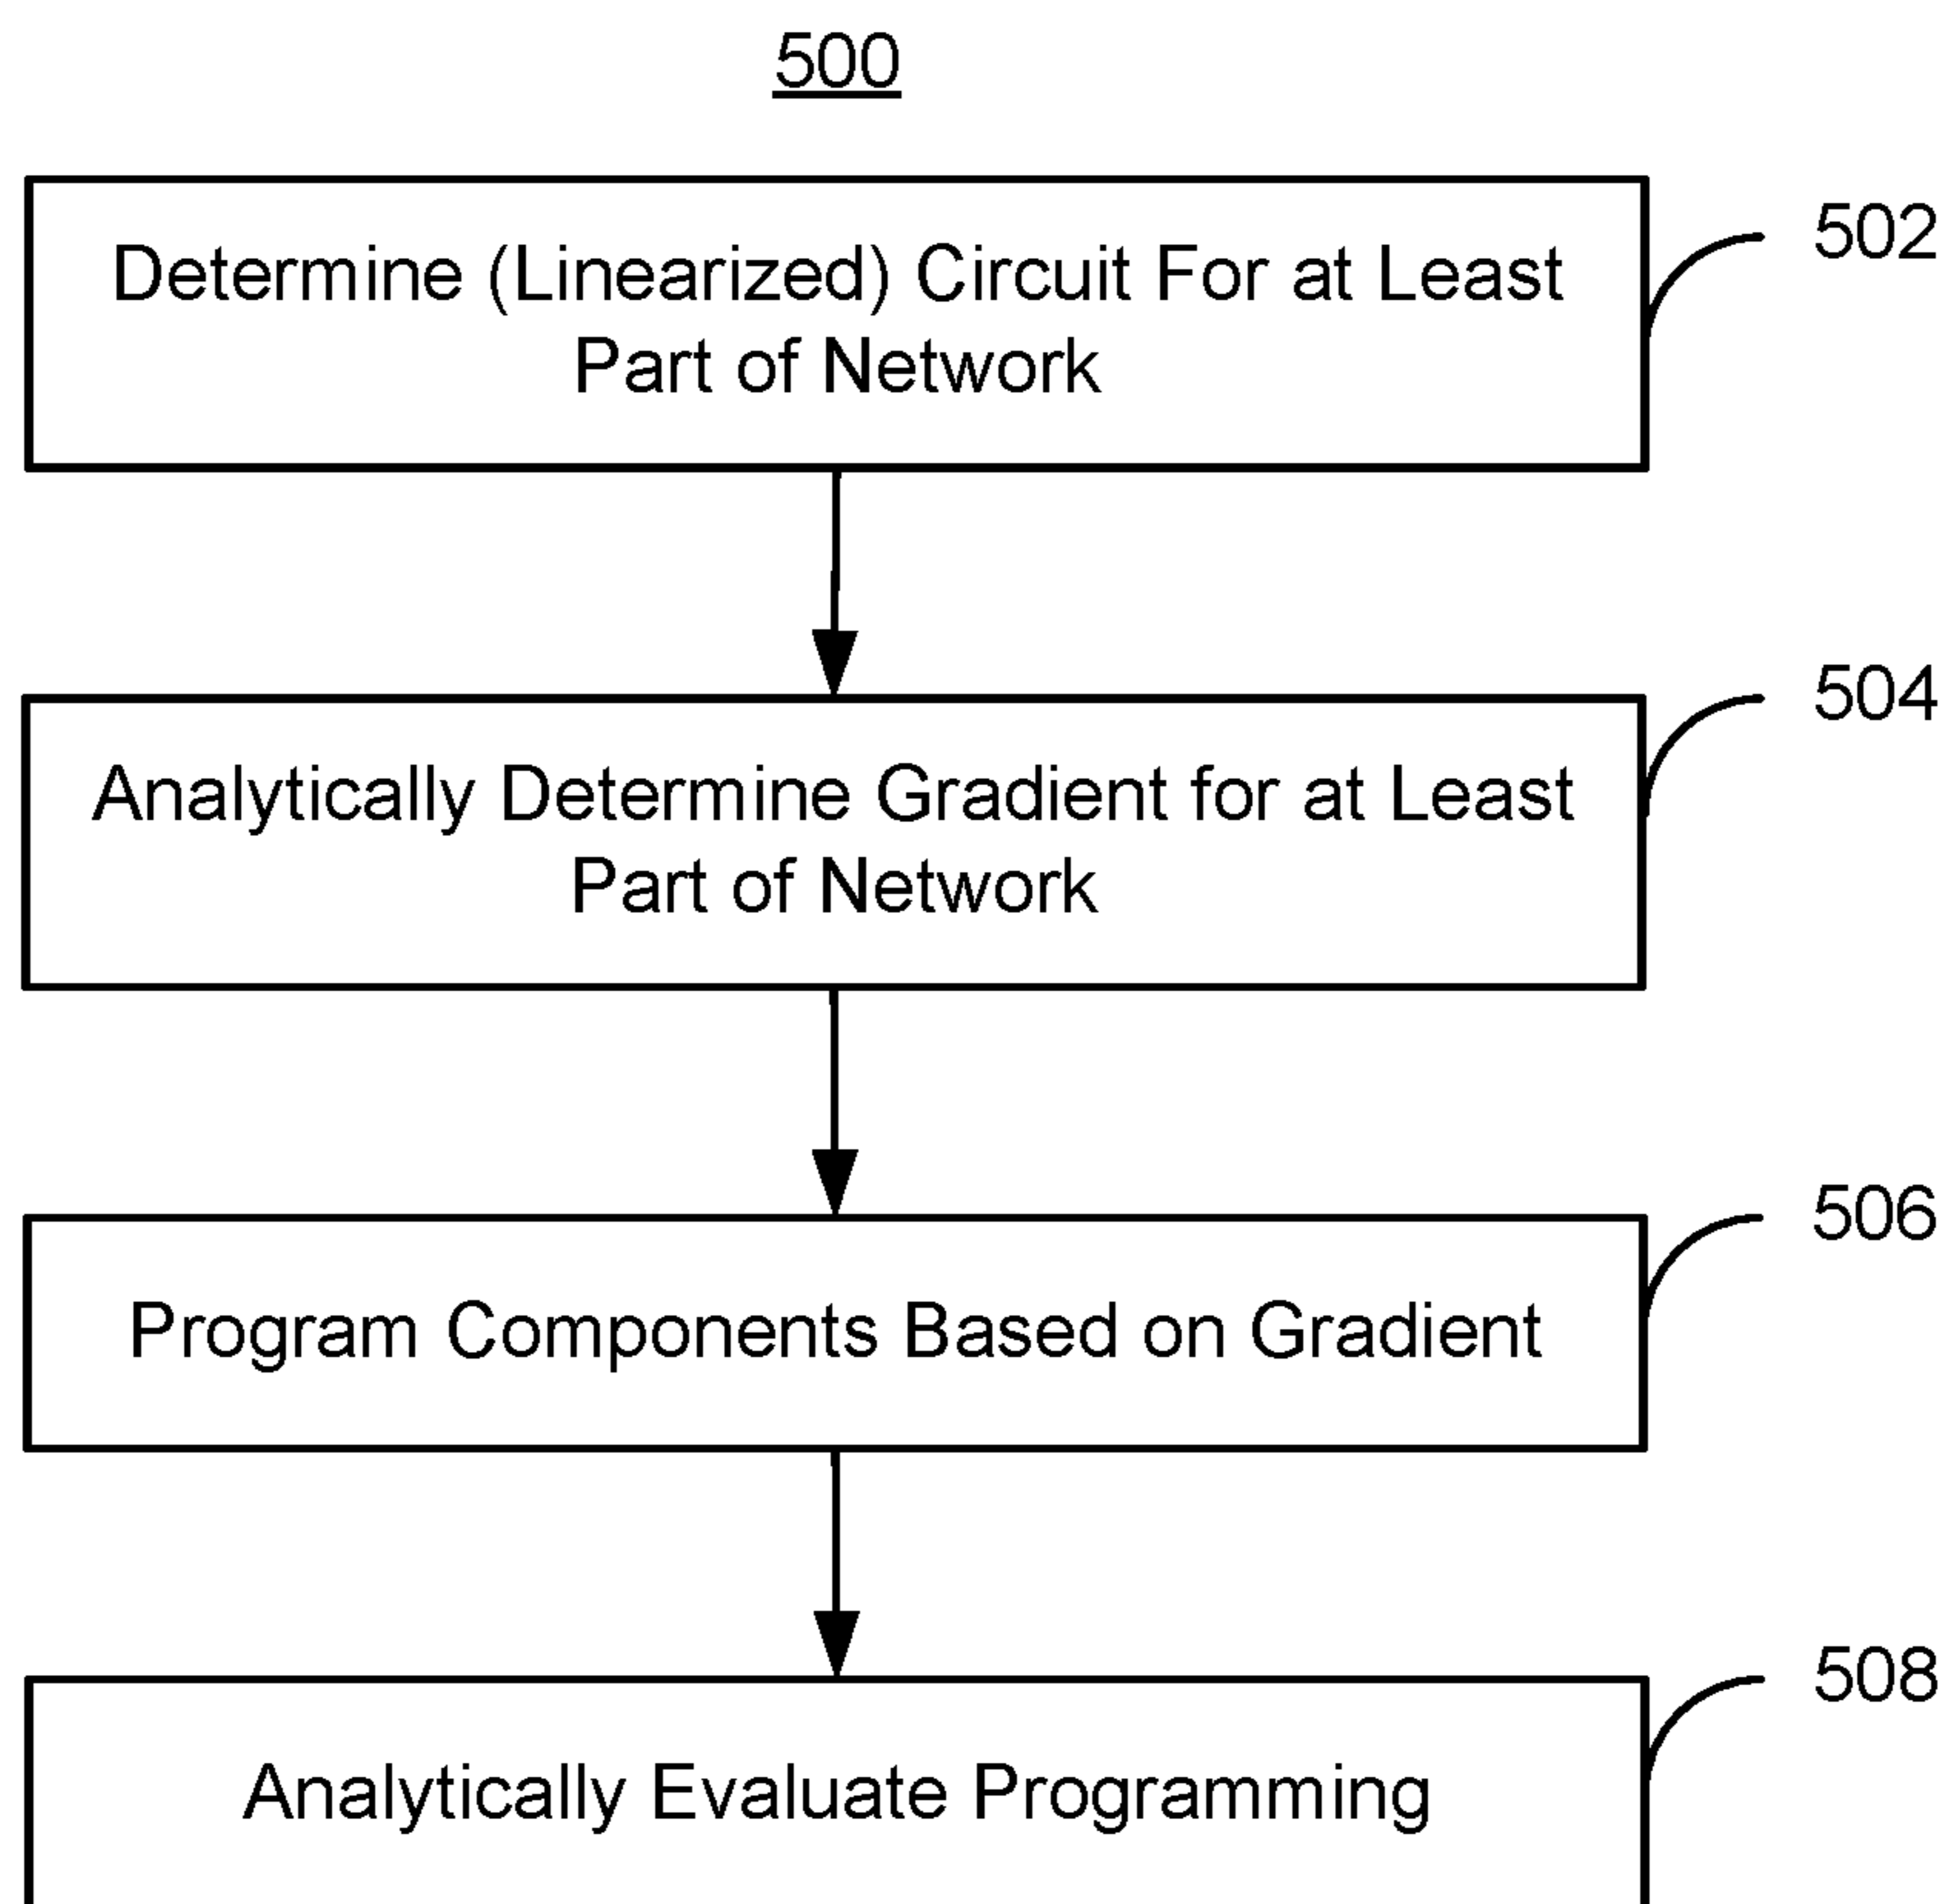 500
Determine (Linearized) Circuit For at Least
Part of Network
502
Analytically Determine Gradient for at Least
Part of Network
504
Program Components Based on Gradient
506
Analytically Evaluate Programming
508